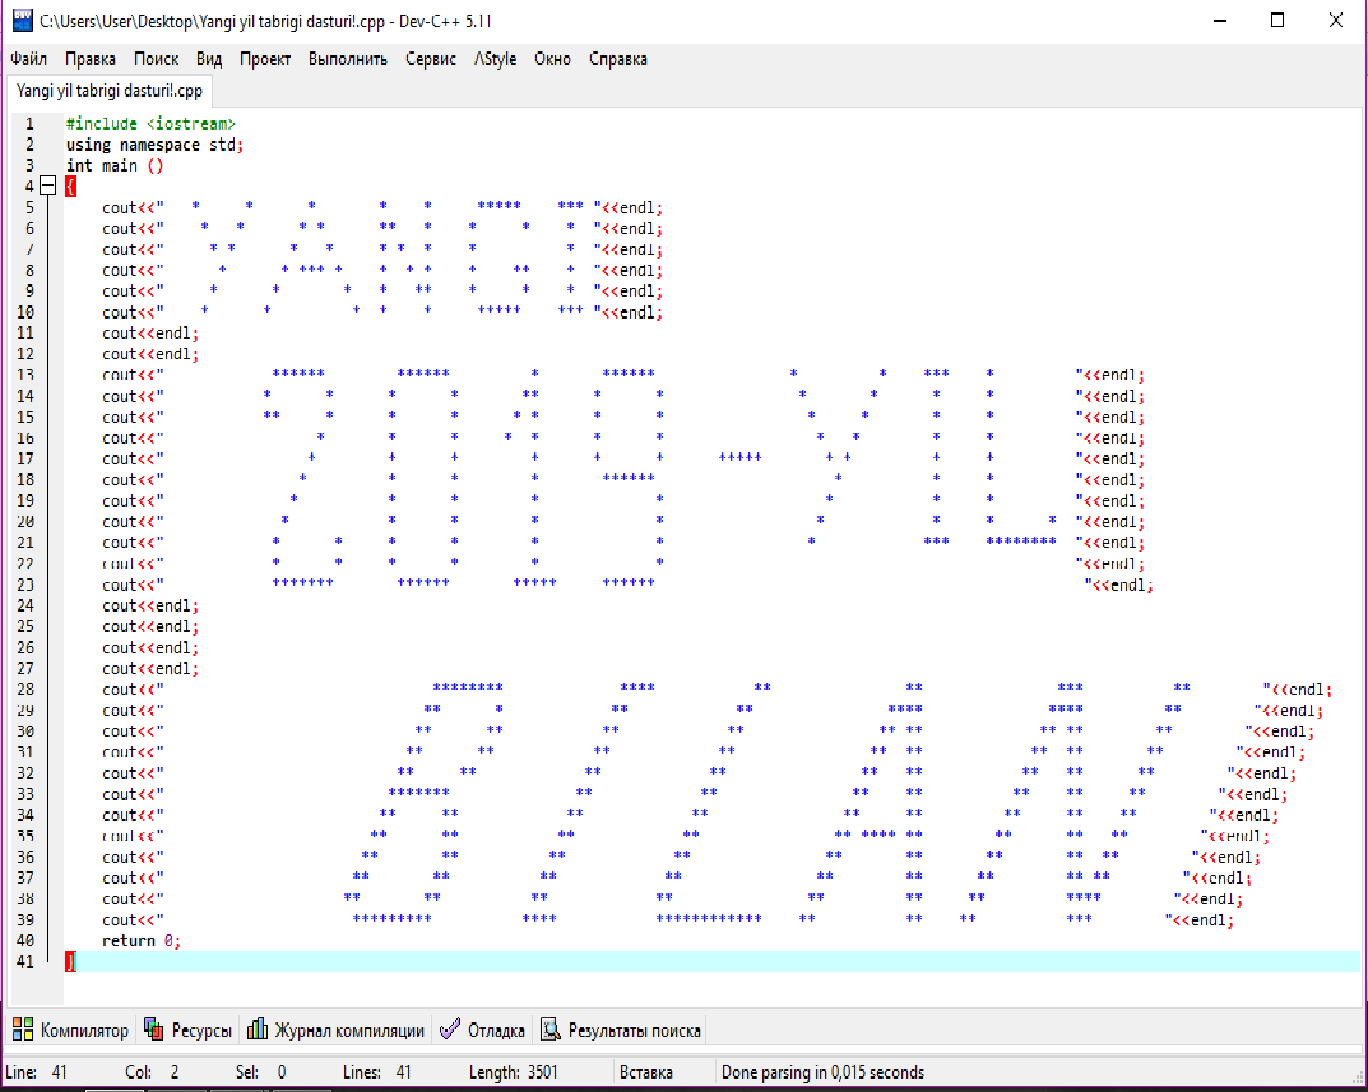 C:\Users\User\Desktop\Yangi yil tabrigi dasturi!.cpp - Dev-C++ 5.11
Файл Правка Поиск Вид Проект Выполнить Сервис AStyle Окно Справка
Yangi yil tabrigi dasturi!.cpp
1 #include <iostream>
2 using namespace std;
3 int main ()
4 {
5 cout<<"   *     *      *       *    *     *****    *** "<<endl;
6 cout<<"    *  *      * *      **   *    *     *    * "<<endl;
7 cout<<"     * *      *   *     * *  *    *          * "<<endl;
8 cout<<"      *      * *** *    *  * *    *    **    * "<<endl;
9 cout<<"     *      *       *   *   **    *     *    * "<<endl;
10 cout<<"    *      *         *  *    *     *****    *** "<<endl;
11 cout<<endl;
12 cout<<endl;
13 cout<<"            ******        ******         *       ******               *         *    ***    *         "<<endl;
14 cout<<"           *      *      *      *       **      *      *               *       *      *     *         "<<endl;
15 cout<<"           **     *      *      *      * *      *      *                *     *       *     *         "<<endl;
16 cout<<"                 *       *      *     *  *      *      *                 *   *        *     *         "<<endl;
17 cout<<"                *        *      *        *      *      *      *****       * *         *     *         "<<endl;
18 cout<<"               *         *      *        *       ******                    *          *     *         "<<endl;
19 cout<<"              *          *      *        *             *                  *           *     *         "<<endl;
20 cout<<"             *           *      *        *             *                 *            *     *      *  "<<endl;
21 cout<<"            *      *     *      *        *             *                *            ***    ********  "<<endl;
22 cout<<"            *      *     *      *        *             *                                              "<<endl;
23 cout<<"            *******       ******       *****     ******                                                "<<endl;
24 cout<<endl;
25 cout<<endl;
26 cout<<endl;
27 cout<<endl;
28 cout<<"                              ********             ****           **               **               ***          **        "<<endl;
29 cout<<"                             **      *            **            **               ****              ****         **        "<<endl;
30 cout<<"                            **      **           **            **               ** **             ** **        **        "<<endl;
31 cout<<"                           **      **           **            **               **  **            **  **       **        "<<endl;
32 cout<<"                          **     **            **            **               **   **           **   **      **        "<<endl;
33 cout<<"                         *******              **            **               **    **          **    **     **        "<<endl;
34 cout<<"                        **     **            **            **               **     **         **     **    **        "<<endl;
35 cout<<"                       **      **           **            **               ** **** **        **      **   **        "<<endl;
36 cout<<"                      **       **          **            **               **       **       **       **  **        "<<endl;
37 cout<<"                     **       **          **            **               **        **      **        ** **        "<<endl;
38 cout<<"                    **       **          **            **               **         **     **         ****        "<<endl;
39 cout<<"                     *********          ****           ************    **          **    **          ***        "<<endl;
40 return 0;
41 }
Компилятор Ресурсы Журнал компиляции Отладка Результаты поиска
Line: 41 Col: 2 Sel: 0 Lines: 41 Length: 3501 Вставка Done parsing in 0,015 seconds